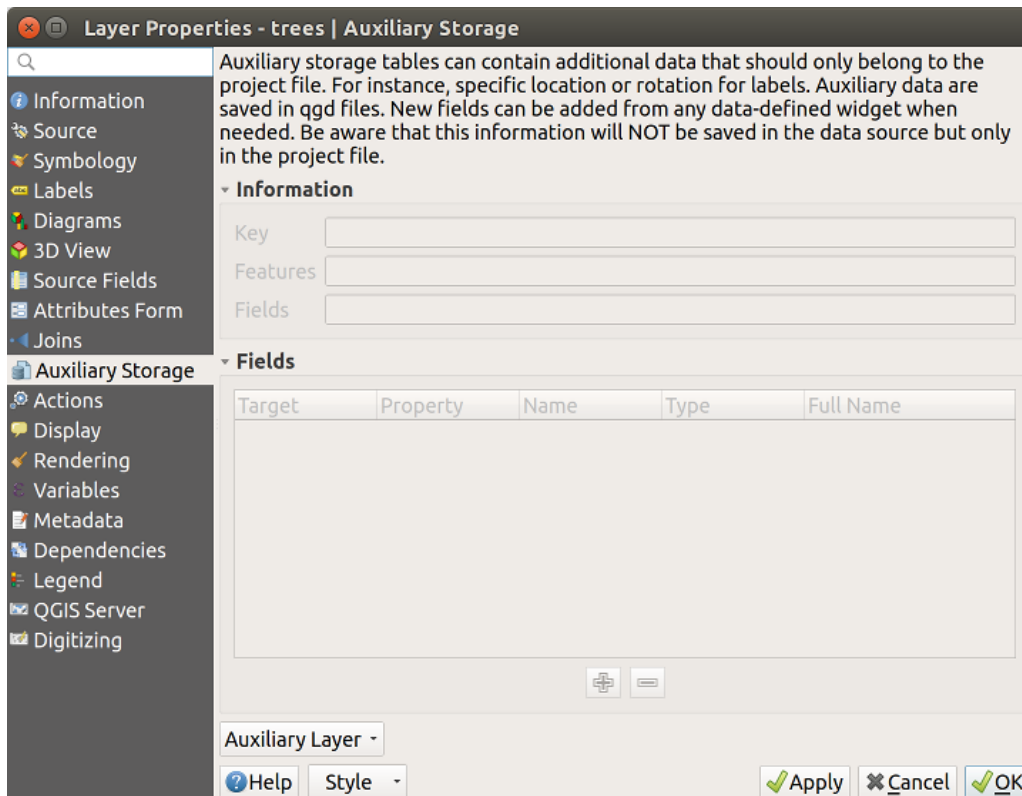 Layer Properties - trees | Auxiliary Storage
Information
Source
Symbology
Labels
Diagrams
3D View
Source Fields
Attributes Form
Joins
Auxiliary Storage
Actions
Display
Rendering
Variables
Metadata
Dependencies
Legend
QGIS Server
Digitizing
Auxiliary storage tables can contain additional data that should only belong to the
project file. For instance, specific location or rotation for labels. Auxiliary data are
saved in qgd files. New fields can be added from any data-defined widget when
needed. Be aware that this information will NOT be saved in the data source but only
in the project file.
Information
Key
Features
Fields
Fields
Target Property Name Type Full Name
Auxiliary Layer
Help Style Apply Cancel OK